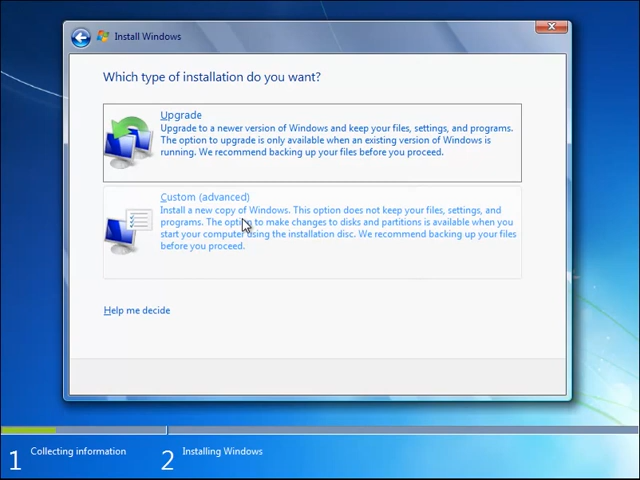 Install Windows
Which type of installation do you want?
Upgrade
Upgrade to a newer version of Windows and keep your files, settings, and programs.
The option to upgrade is only available when an existing version of Windows is
running. We recommend backing up your files before you proceed.
Custom (advanced)
Install a new copy of Windows. This option does not keep your files, settings, and
programs. The option to make changes to disks and partitions is available when you
start your computer using the installation disc. We recommend backing up your files
before you proceed.
Help me decide
1 Collecting information
2 Installing Windows